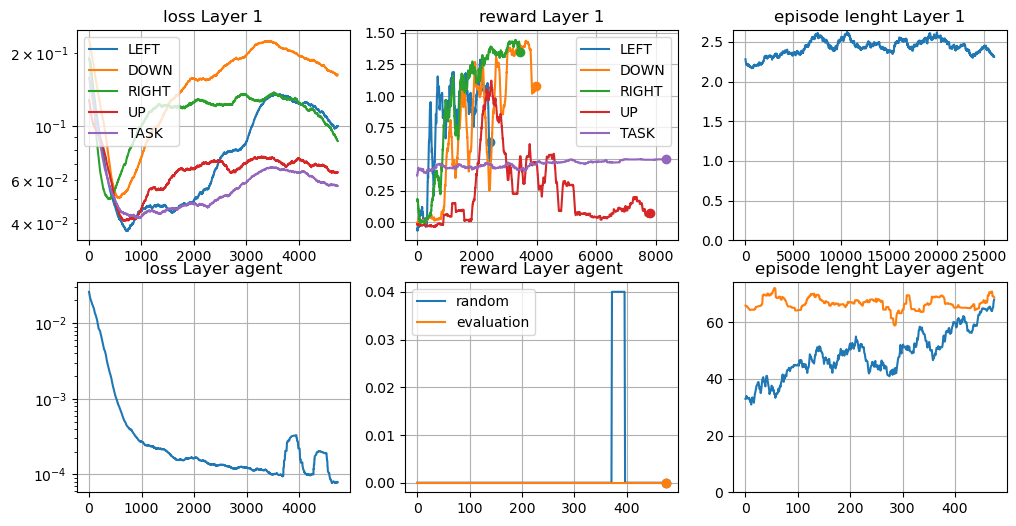 loss Layer 1
2 × 10⁻¹
10⁻¹
6 × 10⁻²
4 × 10⁻²
LEFT
DOWN
RIGHT
UP
TASK
0 1000 2000 3000 4000
reward Layer 1
1.50
1.25
1.00
0.75
0.50
0.25
0.00
LEFT
DOWN
RIGHT
UP
TASK
0 2000 4000 6000 8000
episode lenght Layer 1
2.5
2.0
1.5
1.0
0.5
0.0
0 5000 10000 15000 20000 25000
loss Layer agent
10⁻²
10⁻³
10⁻⁴
0 1000 2000 3000 4000
reward Layer agent
0.04
0.03
0.02
0.01
0.00
random
evaluation
0 200 400
episode lenght Layer agent
60
40
20
0
0 200 400